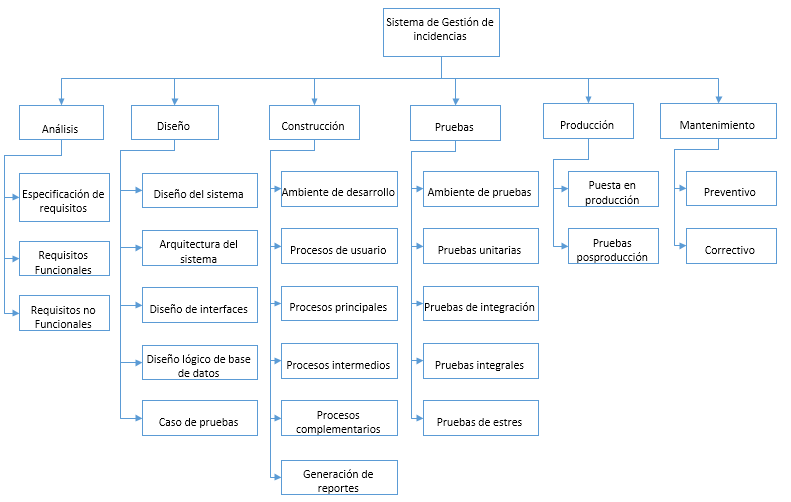 Sistema de Gestión de
incidencias
Análisis
Diseño
Construcción
Pruebas
Producción
Mantenimiento
Especificación de
requisitos
Requisitos
Funcionales
Requisitos no
Funcionales
Diseño del sistema
Arquitectura del
sistema
Diseño de interfaces
Diseño lógico de base
de datos
Caso de pruebas
Ambiente de desarrollo
Procesos de usuario
Procesos principales
Procesos intermedios
Procesos
complementarios
Generación de
reportes
Ambiente de pruebas
Pruebas unitarias
Pruebas de integración
Pruebas integrales
Pruebas de estres
Puesta en
producción
Pruebas
posproducción
Preventivo
Correctivo